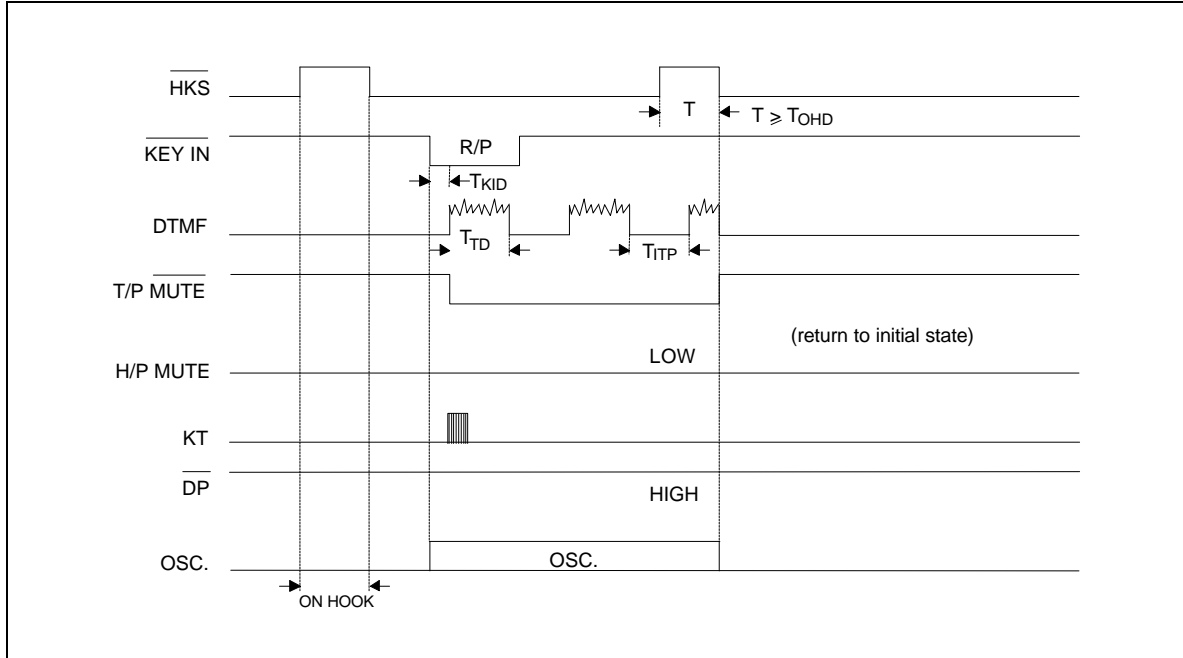 HKS
T
T ≥ TOHD
KEY IN
R/P
TKID
DTMF
TTD
TITP
T/P MUTE
(return to initial state)
LOW
H/P MUTE
KT
DP
HIGH
OSC.
OSC.
ON HOOK